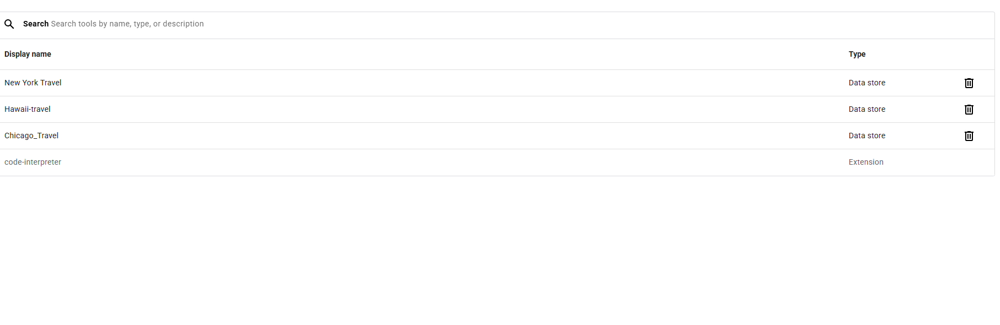 Search Search tools by name, type, or description
Display name Type
New York Travel Data store
Hawaii-travel Data store
Chicago_Travel Data store
code-interpreter Extension